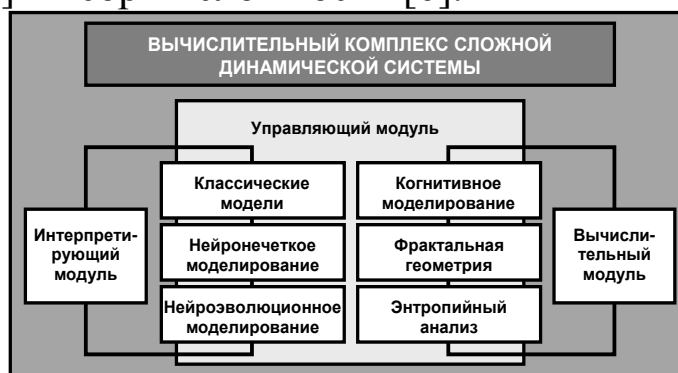 ВЫЧИСЛИТЕЛЬНЫЙ КОМПЛЕКС СЛОЖНОЙ
ДИНАМИЧЕСКОЙ СИСТЕМЫ
Управляющий модуль
Классические
модели
Когнитивное
моделирование
Интерпрети-
рующий
модуль
Нейронечеткое
моделирование
Фрактальная
геометрия
Вычисли-
тельный
модуль
Нейроэволюционное
моделирование
Энтропийный
анализ